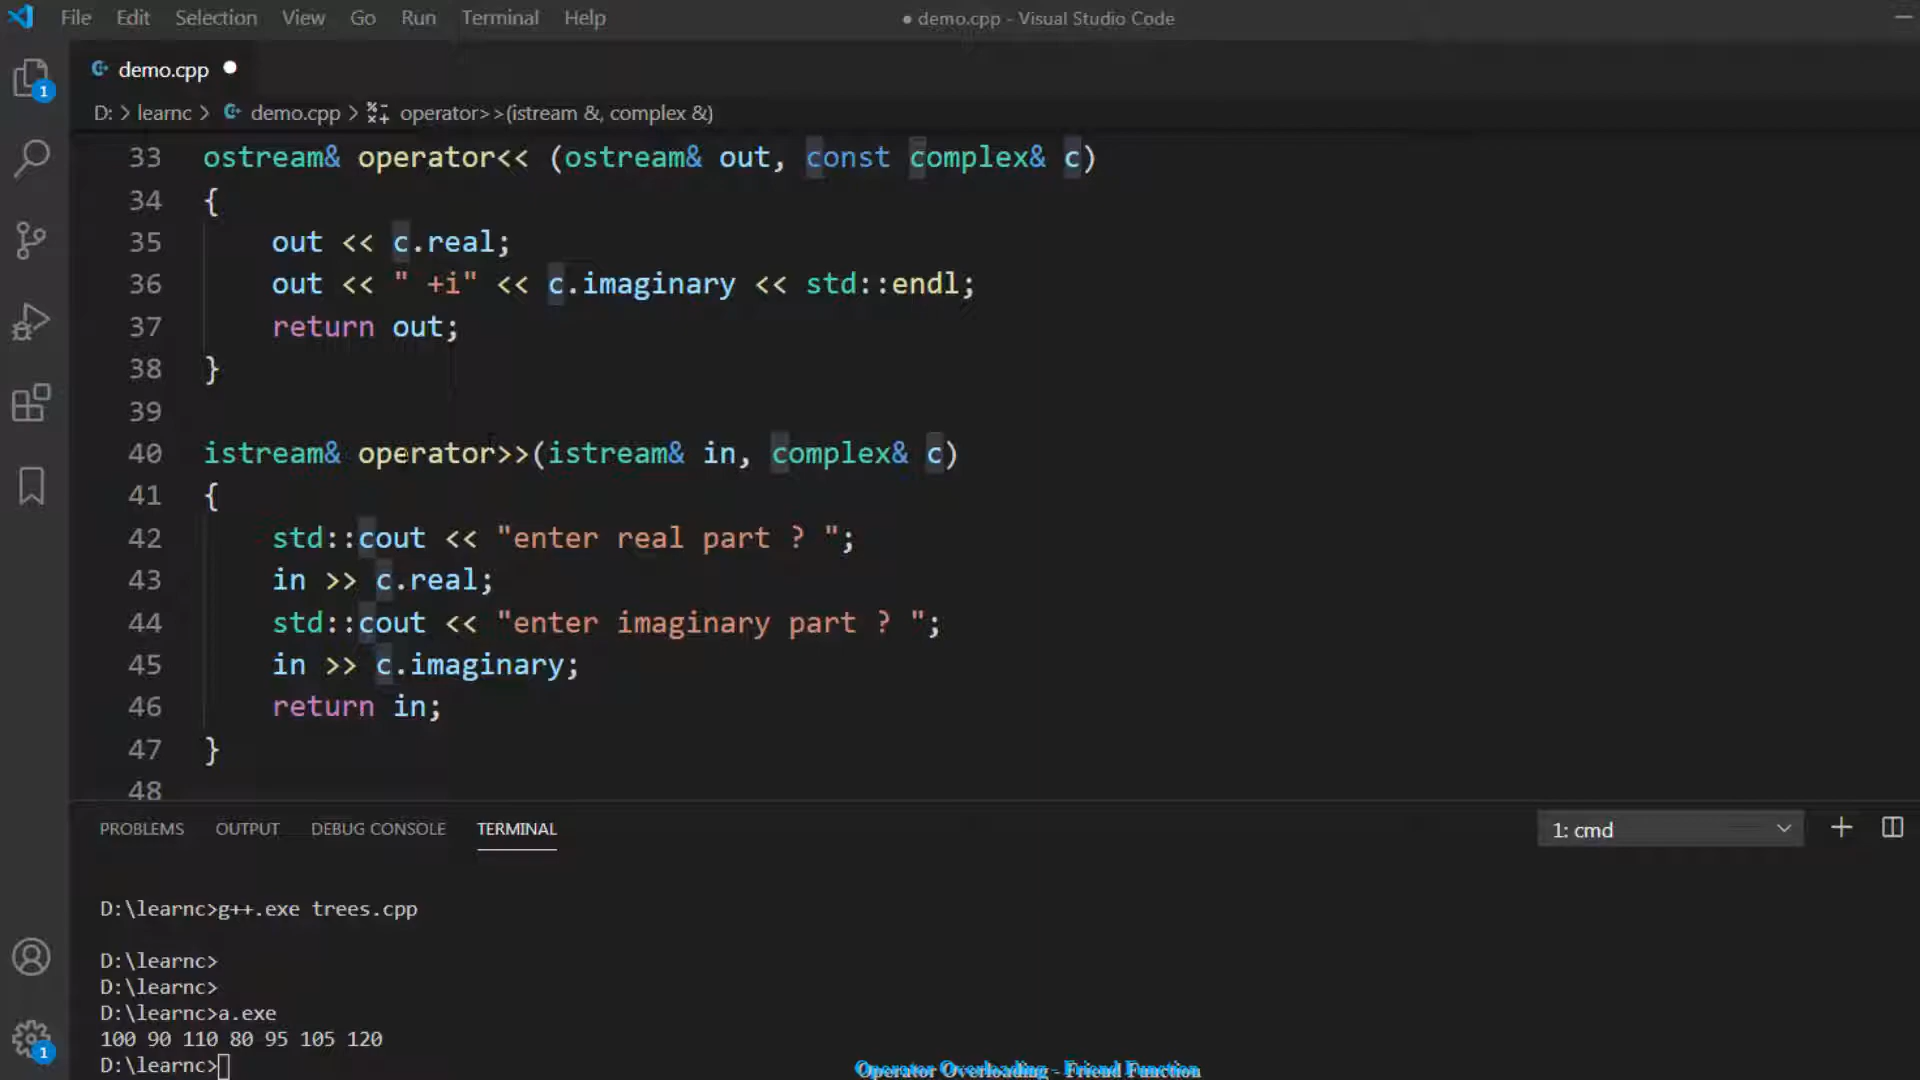 File Edit Selection View Go Run Terminal Help ● demo.cpp - Visual Studio Code
demo.cpp ●
D: > learnc > demo.cpp > operator>>(istream &, complex &)
33 ostream& operator<< (ostream& out, const complex& c)
34 {
35 out << c.real;
36 out << " +i" << c.imaginary << std::endl;
37 return out;
38 }
39
40 istream& operator>>(istream& in, complex& c)
41 {
42 std::cout << "enter real part ? ";
43 in >> c.real;
44 std::cout << "enter imaginary part ? ";
45 in >> c.imaginary;
46 return in;
47 }
48
1
1
PROBLEMS OUTPUT DEBUG CONSOLE TERMINAL 1: cmd
D:\learnc>g++.exe trees.cpp
D:\learnc>
D:\learnc>
D:\learnc>a.exe
100 90 110 80 95 105 120
D:\learnc>
Operator Overloading - Friend Function